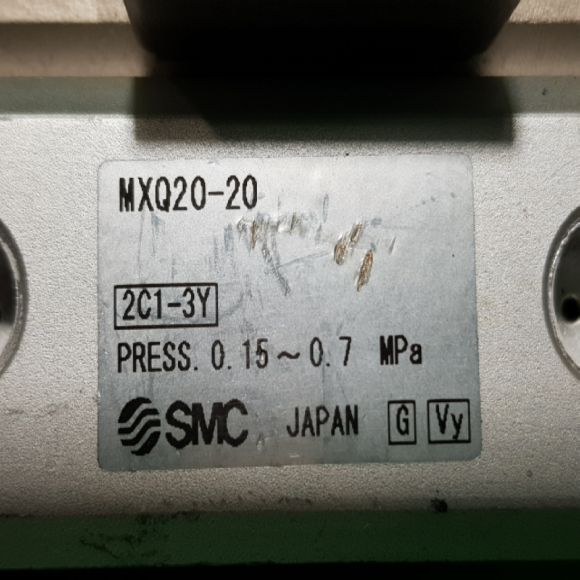 MXQ20-20
2C1-3Y
PRESS. 0.15~0.7 MPa
SMC JAPAN G Vy